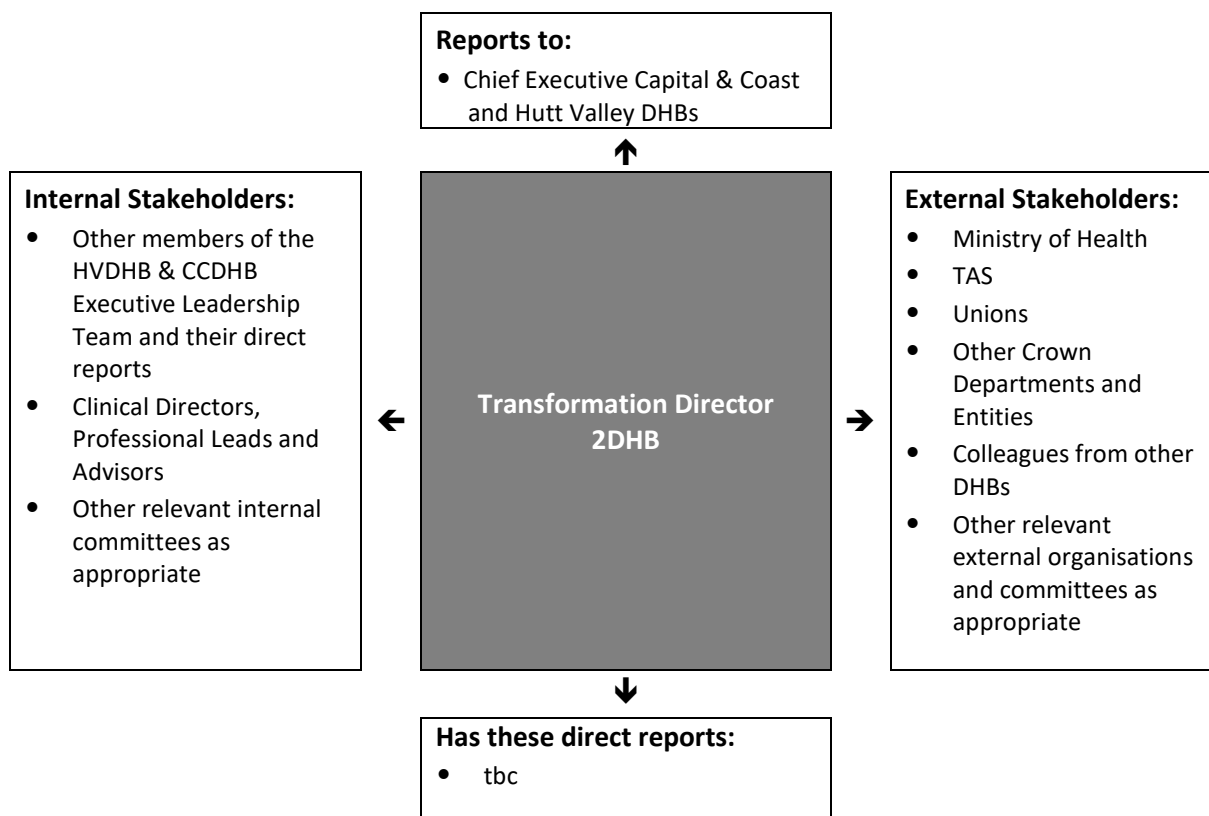 Reports to:
• Chief Executive Capital & Coast
and Hutt Valley DHBs
Internal Stakeholders:
• Other members of the
HVDHB & CCDHB
Executive Leadership
Team and their direct
reports
• Clinical Directors,
Professional Leads and
Advisors
• Other relevant internal
committees as
appropriate
Transformation Director
2DHB
External Stakeholders:
• Ministry of Health
• TAS
• Unions
• Other Crown
Departments and
Entities
• Colleagues from other
DHBs
• Other relevant
external organisations
and committees as
appropriate
Has these direct reports:
• tbc